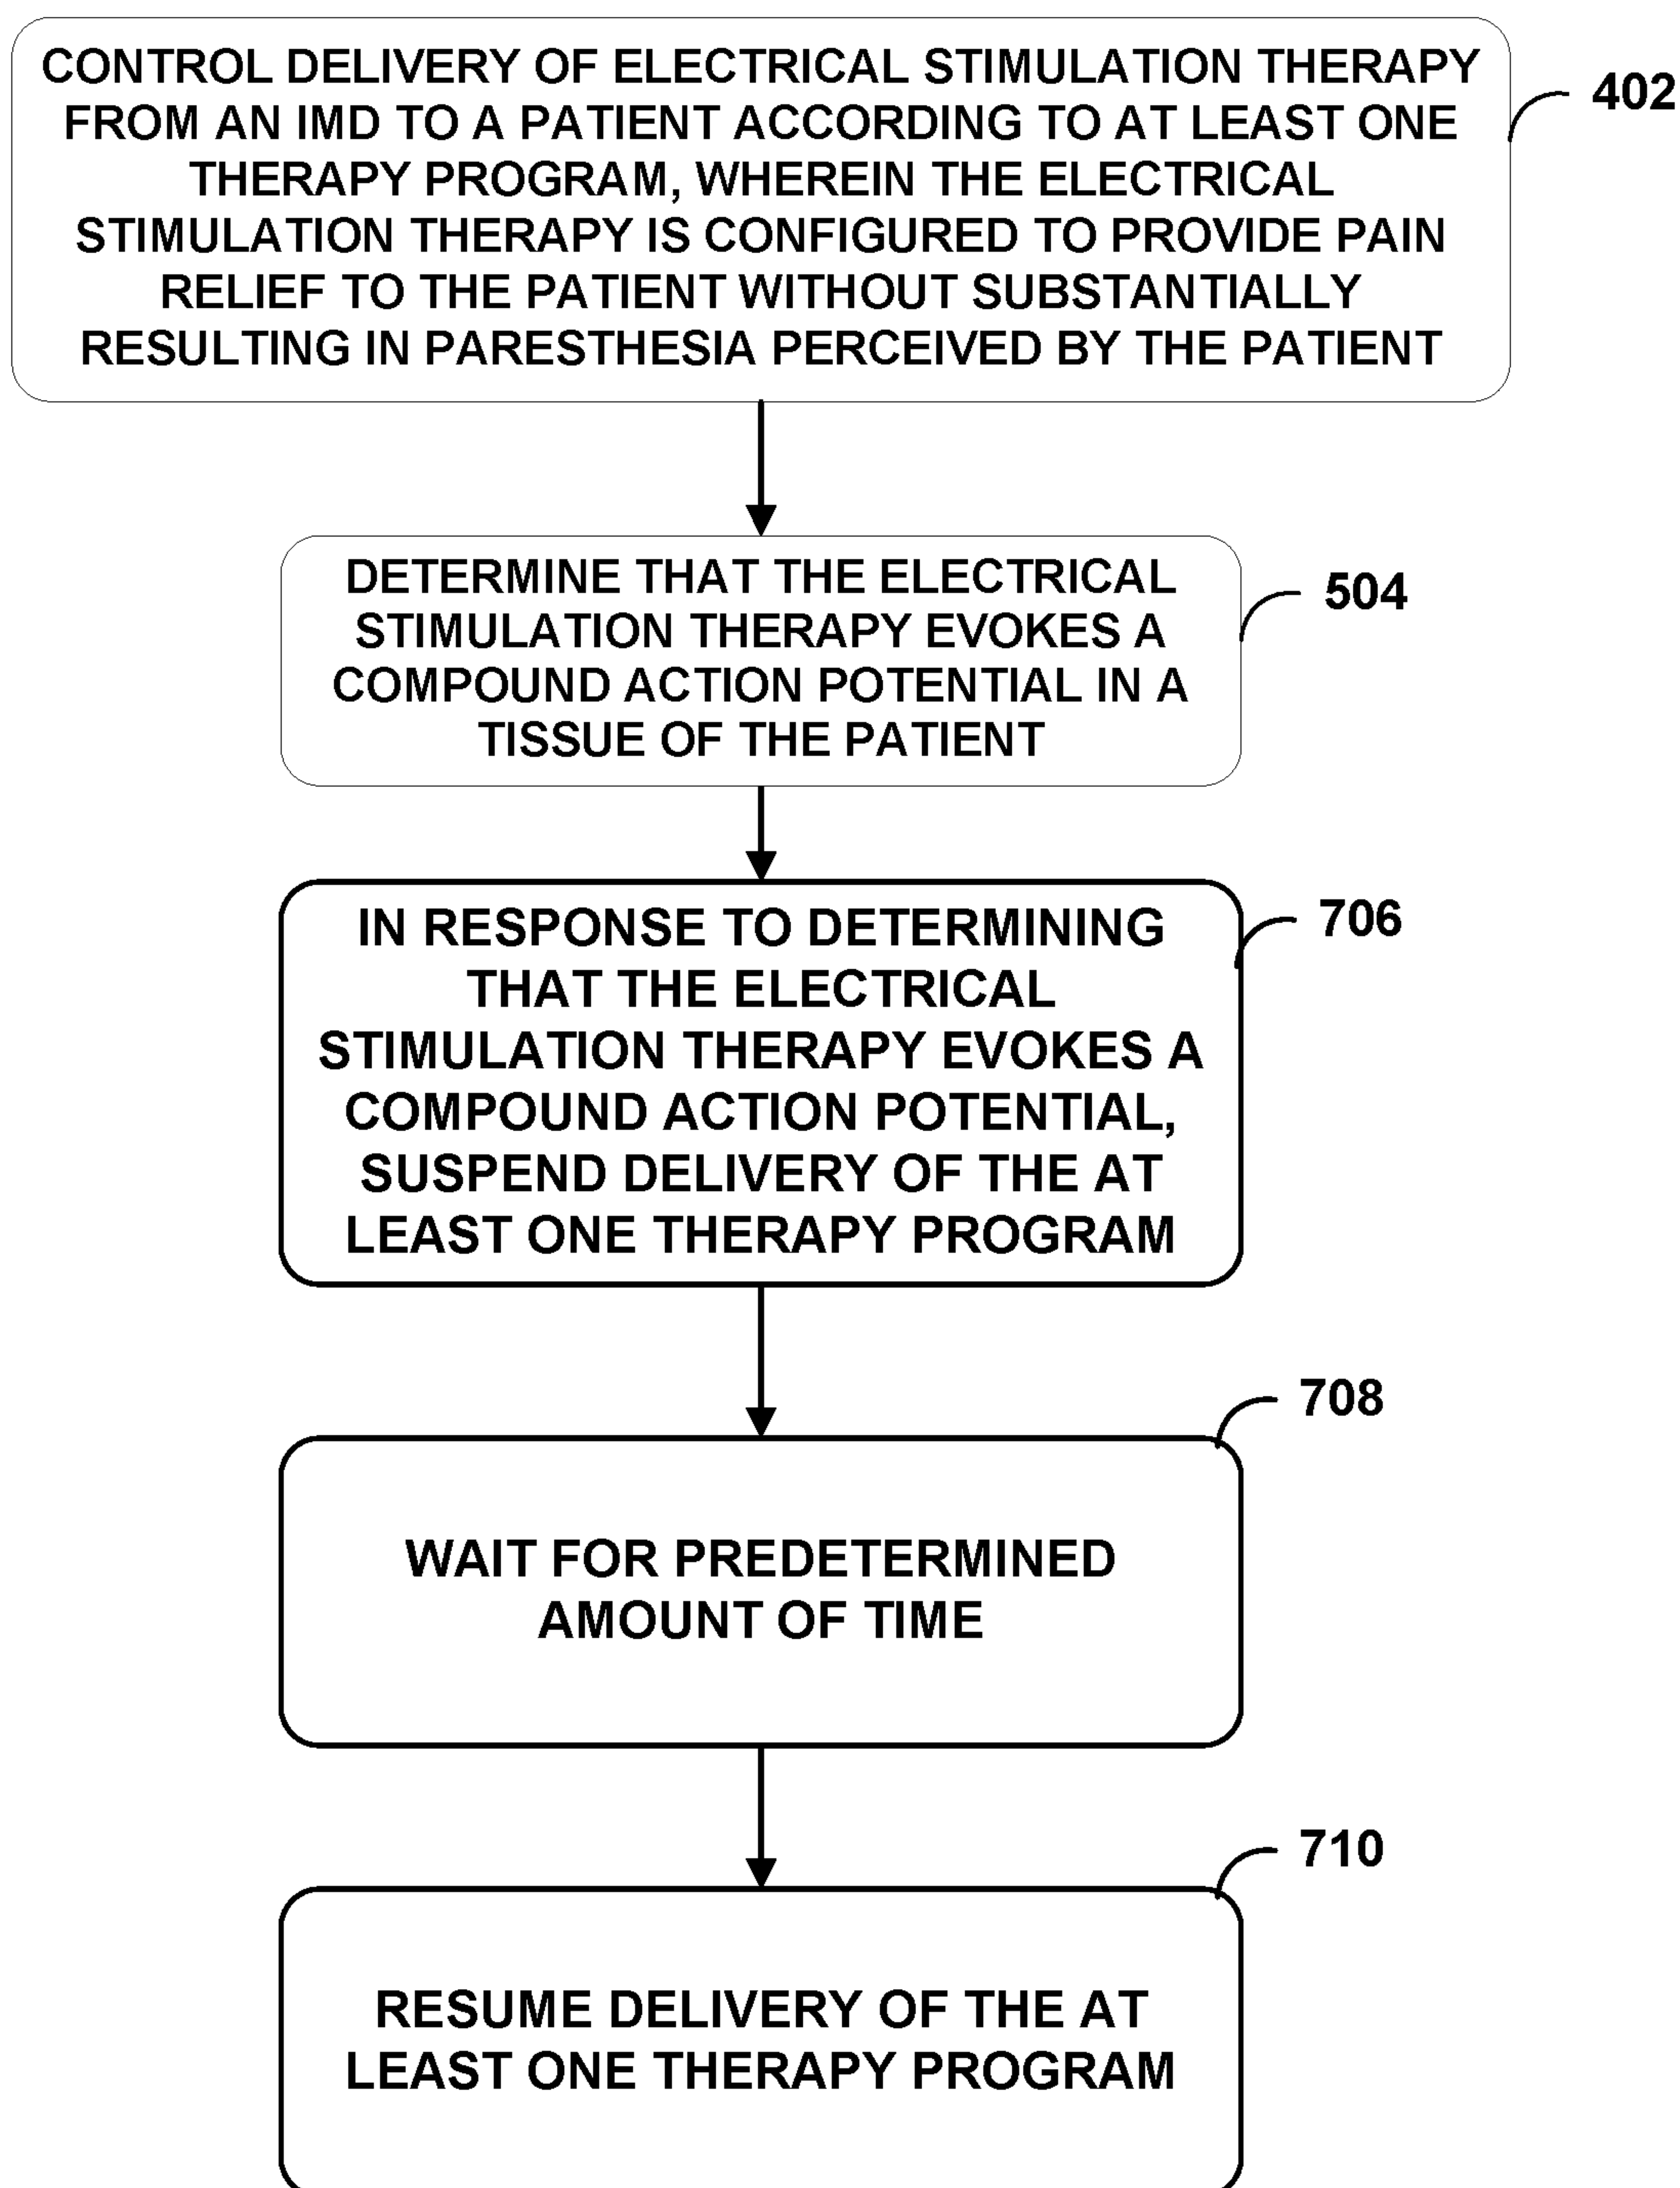 CONTROL DELIVERY OF ELECTRICAL STIMULATION THERAPY
FROM AN IMD TO A PATIENT ACCORDING TO AT LEAST ONE
THERAPY PROGRAM, WHEREIN THE ELECTRICAL
STIMULATION THERAPY IS CONFIGURED TO PROVIDE PAIN
RELIEF TO THE PATIENT WITHOUT SUBSTANTIALLY
RESULTING IN PARESTHESIA PERCEIVED BY THE PATIENT
402
DETERMINE THAT THE ELECTRICAL
STIMULATION THERAPY EVOKES A
COMPOUND ACTION POTENTIAL IN A
TISSUE OF THE PATIENT
504
IN RESPONSE TO DETERMINING
THAT THE ELECTRICAL
STIMULATION THERAPY EVOKES A
COMPOUND ACTION POTENTIAL,
SUSPEND DELIVERY OF THE AT
LEAST ONE THERAPY PROGRAM
706
WAIT FOR PREDETERMINED
AMOUNT OF TIME
708
RESUME DELIVERY OF THE AT
LEAST ONE THERAPY PROGRAM
710